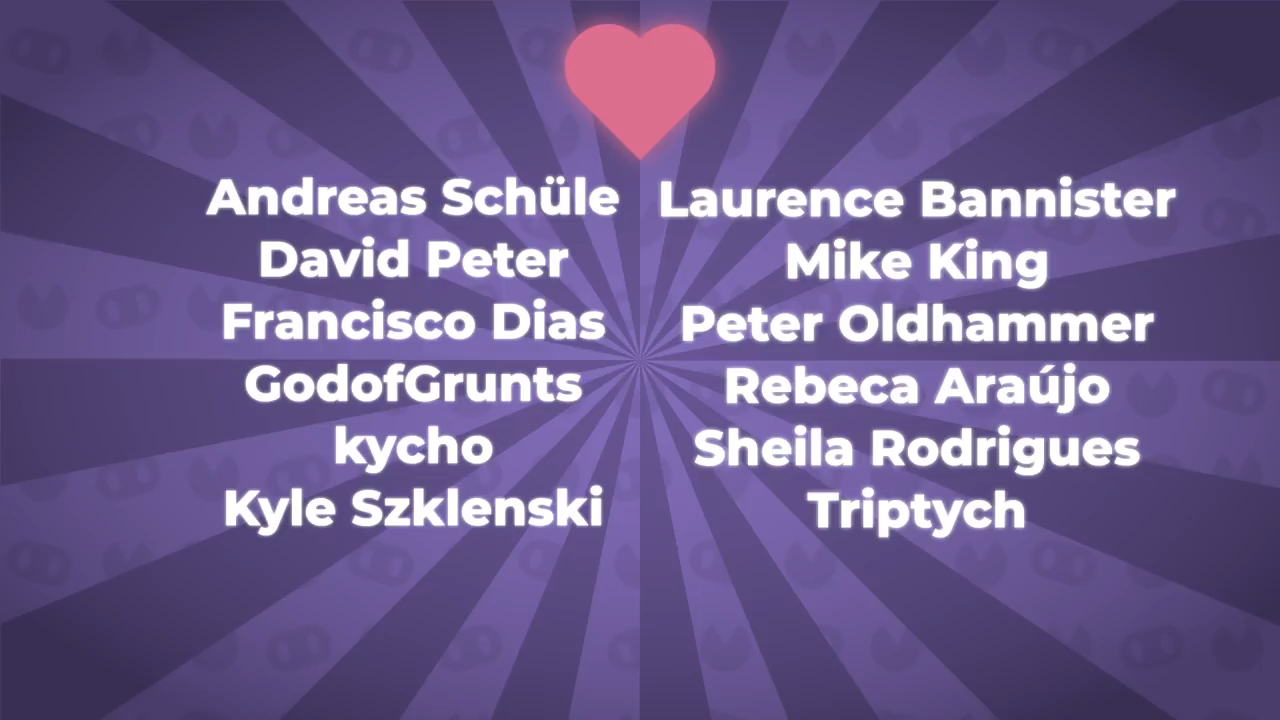 Andreas Schüle
David Peter
Francisco Dias
GodofGrunts
kycho
Kyle Szklenski
Laurence Bannister
Mike King
Peter Oldhammer
Rebeca Araújo
Sheila Rodrigues
Triptych